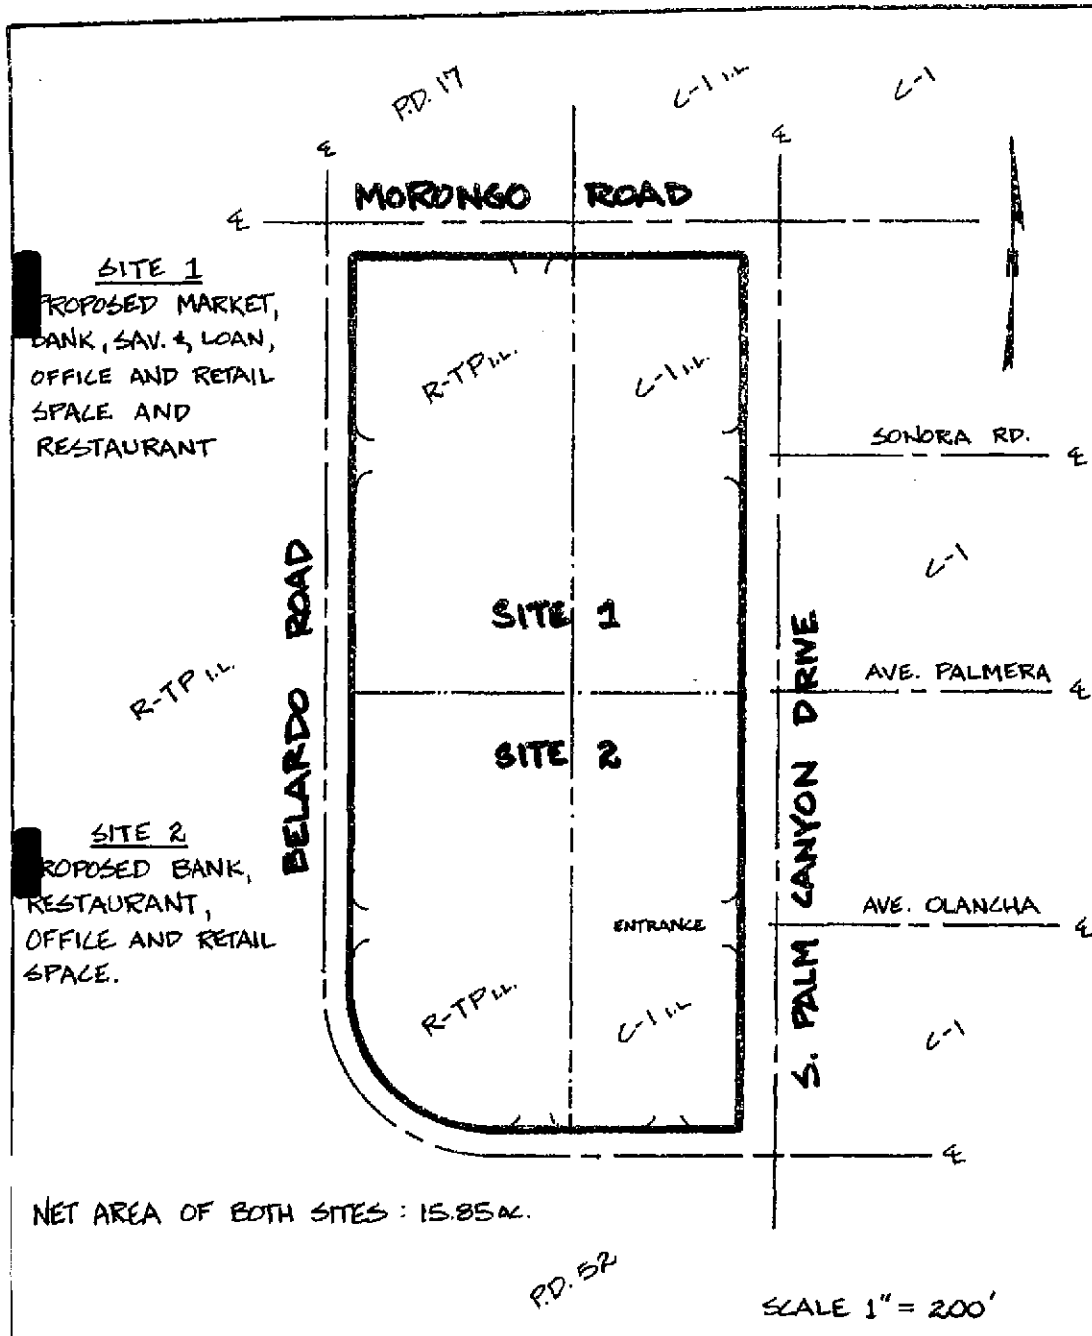 P.D. 17
C-1 I.L.
C-1
℄
℄
MORONGO ROAD
℄
SITE 1
PROPOSED MARKET,
BANK, SAV. & LOAN,
OFFICE AND RETAIL
SPACE AND
RESTAURANT
R-TP I.L.
C-1 I.L.
SONORA RD.
℄
C-1
BELARDO ROAD
SITE 1
R-TP I.L.
AVE. PALMERA
℄
SITE 2
S. PALM CANYON DRIVE
SITE 2
PROPOSED BANK,
RESTAURANT,
OFFICE AND RETAIL
SPACE.
ENTRANCE
AVE. OLANCHA
℄
R-TP I.L.
C-1 I.L.
C-1
℄
NET AREA OF BOTH SITES : 15.85 AC.
P.D. 52
SCALE 1" = 200'